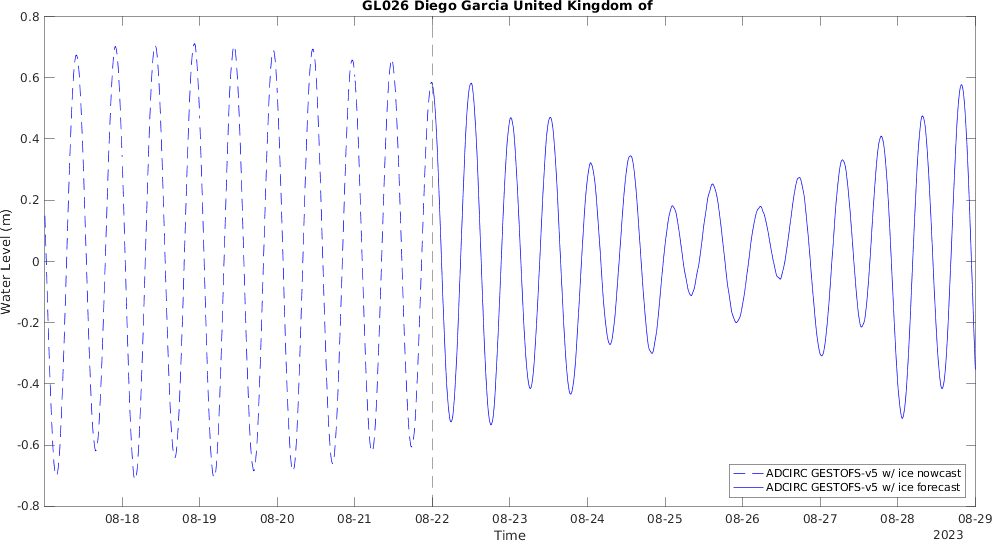 GL026 Diego Garcia United Kingdom of
0.8
0.6
0.4
0.2
0
-0.2
-0.4
-0.6
-0.8
Water Level (m)
ADCIRC GESTOFS-v5 w/ ice nowcast
ADCIRC GESTOFS-v5 w/ ice forecast
08-18 08-19 08-20 08-21 08-22 08-23 08-24 08-25 08-26 08-27 08-28 08-29
Time
2023